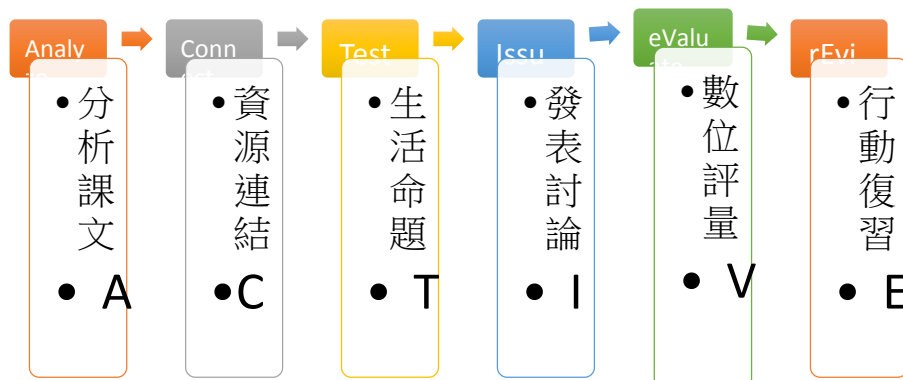 Analy
分析課文
A
Conn
資源連結
C
Test
生活命題
T
Issu
發表討論
I
eValu
ate
數位評量
V
rEvi
行動復習
E